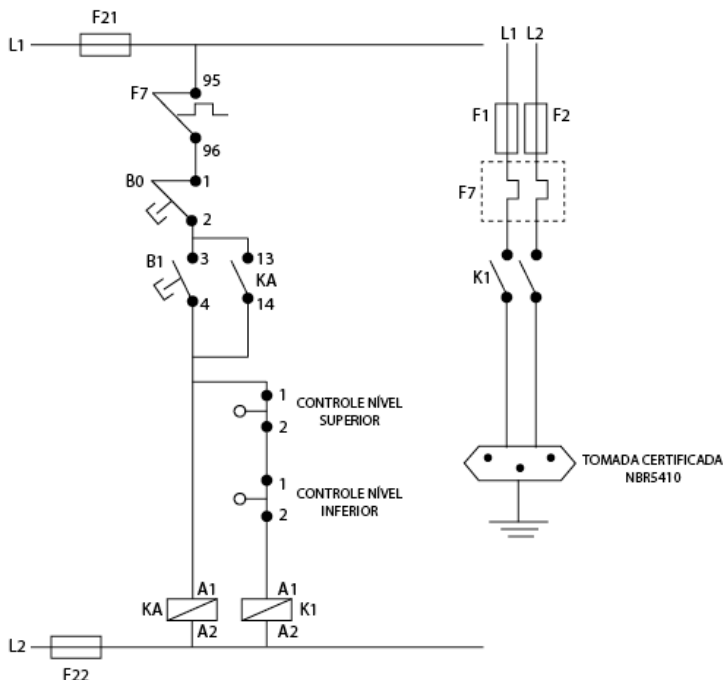 L1
F21
F7
95
96
B0
1
2
B1
3
4
13
KA
14
1
CONTROLE NÍVEL
SUPERIOR
2
1
CONTROLE NÍVEL
INFERIOR
2
KA
A1
A2
A1
K1
A2
L2
F22
L1 L2
F1
F2
F7
K1
TOMADA CERTIFICADA
NBR5410